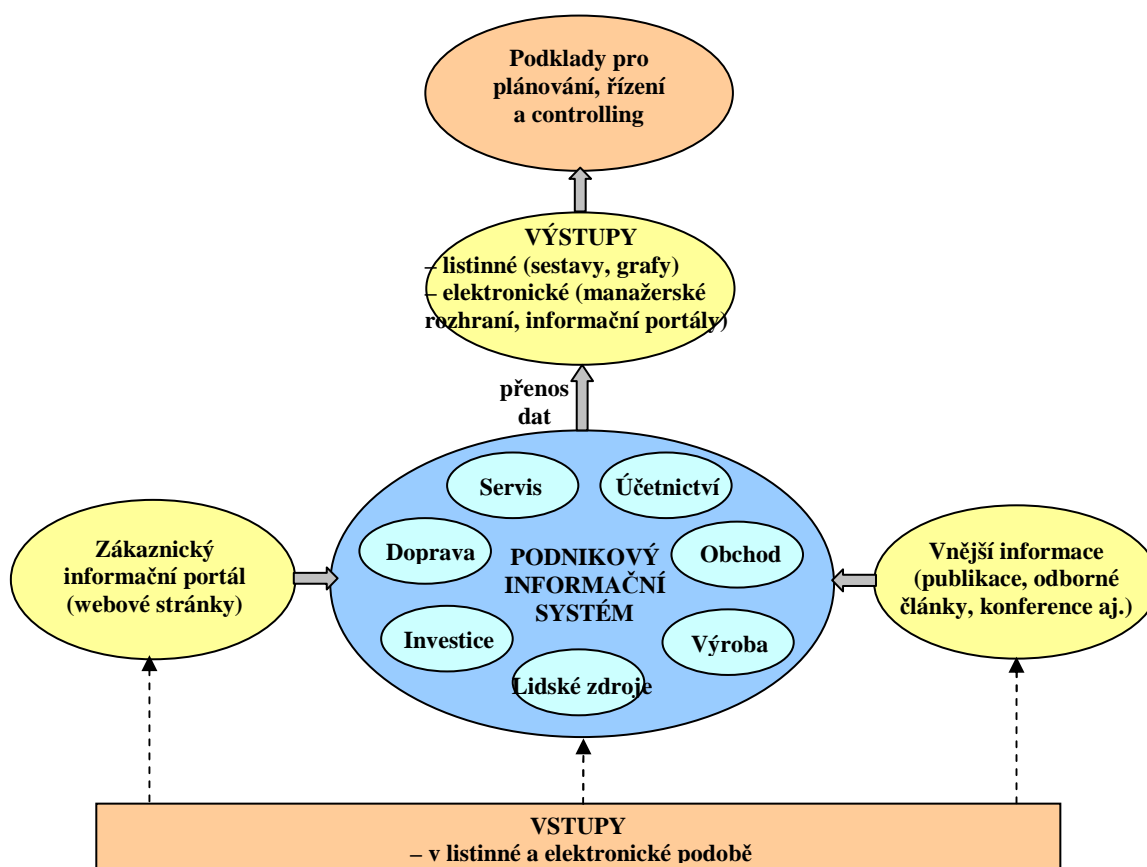 Podklady pro
plánování, řízení
a controlling
VÝSTUPY
– listinné (sestavy, grafy)
– elektronické (manažerské
rozhraní, informační portály)
přenos
dat
Servis
Účetnictví
Doprava
Obchod
PODNIKOVÝ
INFORMAČNÍ
SYSTÉM
Investice
Výroba
Lidské zdroje
Zákaznický
informační portál
(webové stránky)
Vnější informace
(publikace, odborné
články, konference aj.)
VSTUPY
– v listinné a elektronické podobě